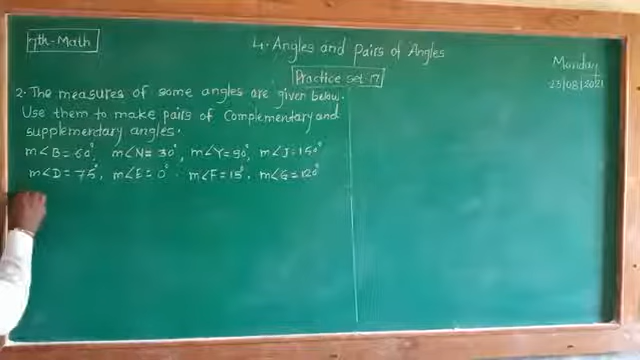 7th-Math
4. Angles and Pairs of Angles
Practice set 17
Monday
23/08/2021
2. The measures of some angles are given below.
Use them to make pairs of Complementary and
supplementary angles.
m∠B=60°, m∠N=30°, m∠Y=90°, m∠J=150°
m∠D=75°, m∠E=0°, m∠F=15°, m∠G=120°